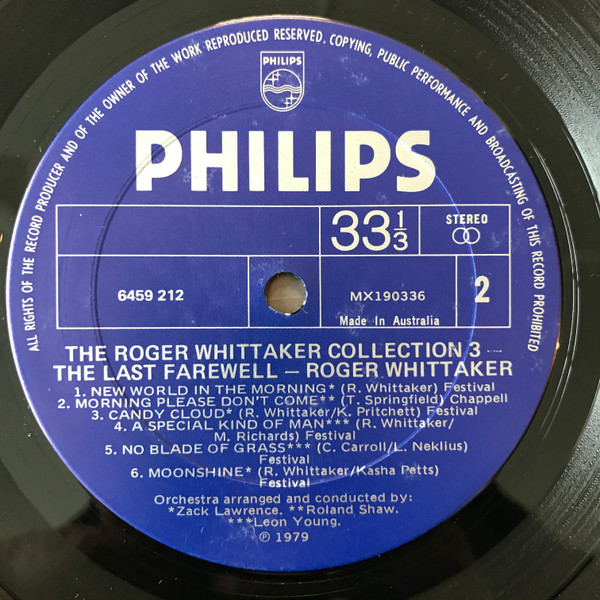 ALL RIGHTS OF THE RECORD PRODUCER AND OF THE OWNER OF THE WORK REPRODUCED RESERVED. COPYING, PUBLIC PERFORMANCE AND BROADCASTING OF THIS RECORD PROHIBITED
PHILIPS
PHILIPS
33 1/3
STEREO
6459 212
MX190336
2
Made In Australia
THE ROGER WHITTAKER COLLECTION 3 —
THE LAST FAREWELL — ROGER WHITTAKER
1. NEW WORLD IN THE MORNING* (R. Whittaker) Festival
2. MORNING PLEASE DON'T COME** (T. Springfield) Chappell
3. CANDY CLOUD* (R. Whittaker/K. Pritchett) Festival
4. A SPECIAL KIND OF MAN*** (R. Whittaker/
M. Richards) Festival
5. NO BLADE OF GRASS*** (C. Carroll/L. Neklius)
Festival
6. MOONSHINE* (R. Whittaker/Kasha Petts)
Festival
Orchestra arranged and conducted by:
*Zack Lawrence. **Roland Shaw.
***Leon Young.
℗ 1979